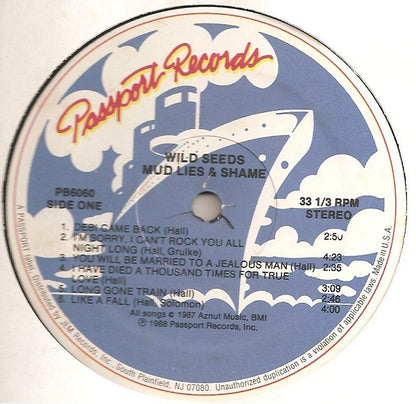 Passport Records
WILD SEEDS
MUD LIES & SHAME
PB6060
SIDE ONE
33 1/3 RPM
STEREO
1. DEBI CAME BACK (Hall) 2:50
2. I'M SORRY, I CAN'T ROCK YOU ALL
NIGHT LONG (Hall, Grulke) 4:23
3. YOU WILL BE MARRIED TO A JEALOUS MAN (Hall) 2:35
4. I HAVE DIED A THOUSAND TIMES FOR TRUE
LOVE (Hall) 3:09
5. LONG GONE TRAIN (Hall) 2:46
6. LIKE A FALL (Hall, Solomon) 4:00
All songs © 1987 Aznut Music, BMI
℗ 1988 Passport Records, Inc.
A PASSPORT label. Distributed by JEM Records, Inc., South Plainfield, NJ 07080. Unauthorized duplication is a violation of applicable laws. Made in U.S.A.